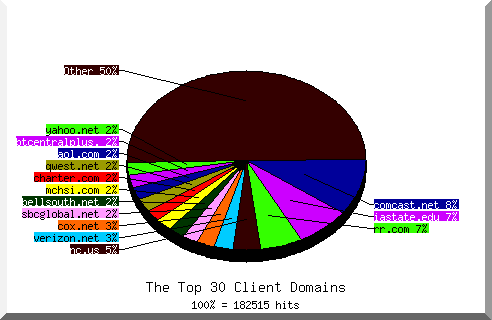 Other 50%
yahoo.net 2%
btcentralplus. 2%
aol.com 2%
qwest.net 2%
charter.com 2%
mchsi.com 2%
bellsouth.net 2%
sbcglobal.net 2%
cox.net 3%
verizon.net 3%
nc.us 5%
comcast.net 8%
iastate.edu 7%
rr.com 7%
The Top 30 Client Domains
100% = 182515 hits